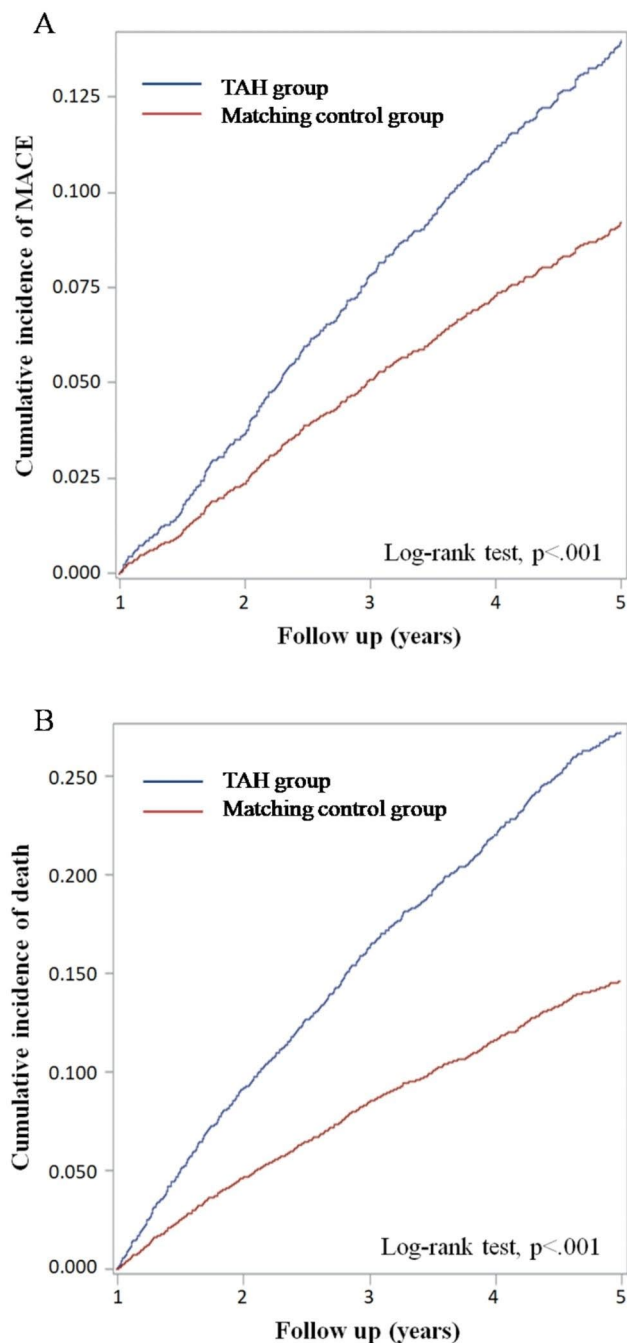 A
TAH group
Matching control group
0.125
0.100
0.075
0.050
0.025
0.000
Cumulative incidence of MACE
Log-rank test, p<.001
1 2 3 4 5
Follow up (years)
B
TAH group
Matching control group
0.250
0.200
0.150
0.100
0.050
0.000
Cumulative incidence of death
Log-rank test, p<.001
1 2 3 4 5
Follow up (years)